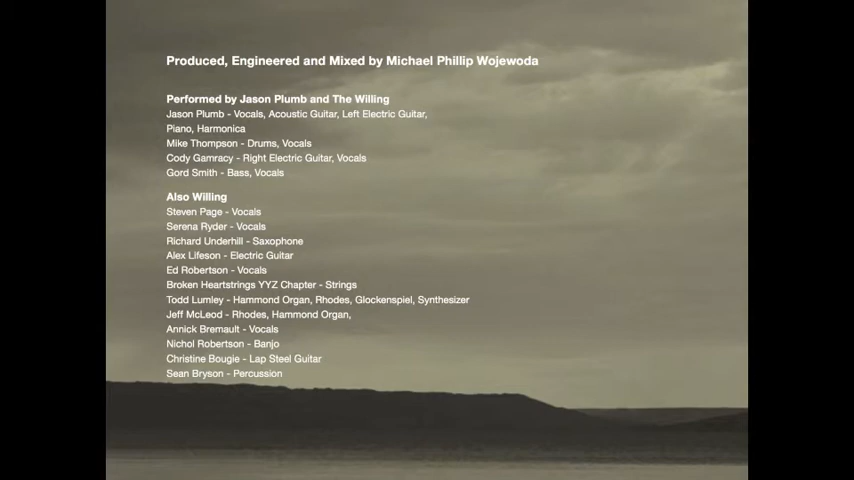 Produced, Engineered and Mixed by Michael Phillip Wojewoda
Performed by Jason Plumb and The Willing
Jason Plumb - Vocals, Acoustic Guitar, Left Electric Guitar,
Piano, Harmonica
Mike Thompson - Drums, Vocals
Cody Gamracy - Right Electric Guitar, Vocals
Gord Smith - Bass, Vocals
Also Willing
Steven Page - Vocals
Serena Ryder - Vocals
Richard Underhill - Saxophone
Alex Lifeson - Electric Guitar
Ed Robertson - Vocals
Broken Heartstrings YYZ Chapter - Strings
Todd Lumley - Hammond Organ, Rhodes, Glockenspiel, Synthesizer
Jeff McLeod - Rhodes, Hammond Organ,
Annick Bremault - Vocals
Nichol Robertson - Banjo
Christine Bougie - Lap Steel Guitar
Sean Bryson - Percussion